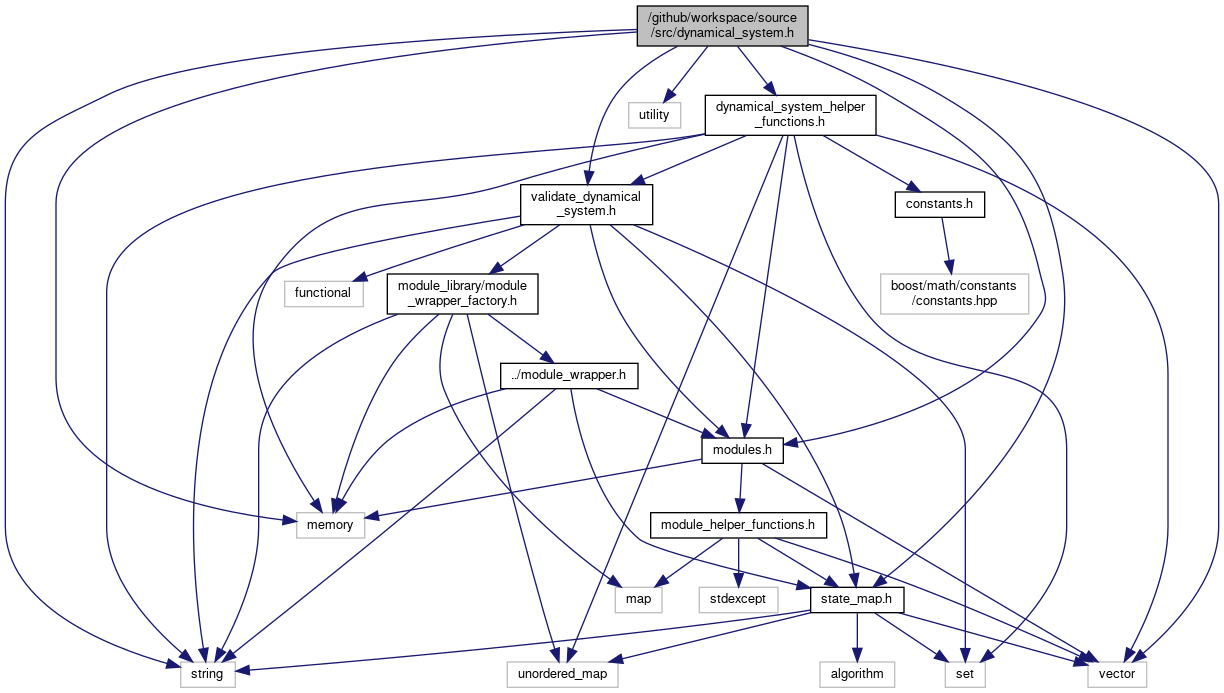 /github/workspace/source
/src/dynamical_system.h
utility
dynamical_system_helper
_functions.h
validate_dynamical
_system.h
constants.h
functional
module_library/module
_wrapper_factory.h
boost/math/constants
/constants.hpp
../module_wrapper.h
modules.h
memory
module_helper_functions.h
map
stdexcept
state_map.h
string
unordered_map
algorithm
set
vector